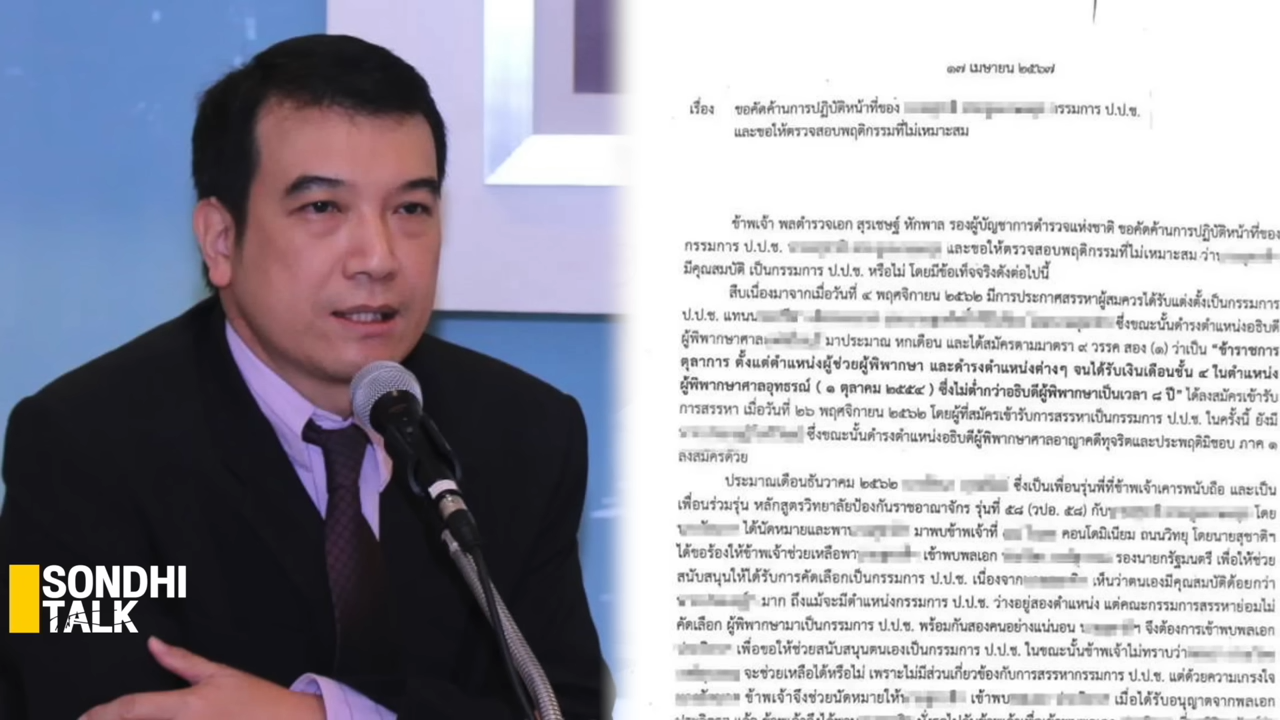 SONDHI
TALK
๑๗ เมษายน ๒๕๖๗
เรื่อง ขอคัดค้านการปฏิบัติหน้าที่ของ กรรมการ ป.ป.ช.
และขอให้ตรวจสอบพฤติกรรมที่ไม่เหมาะสม
ข้าพเจ้า พลตำรวจเอก สุรเชษฐ์ หักพาล รองผู้บัญชาการตำรวจแห่งชาติ ขอคัดค้านการปฏิบัติหน้าที่ของ
กรรมการ ป.ป.ช. และขอให้ตรวจสอบพฤติกรรมที่ไม่เหมาะสม ว่า
มีคุณสมบัติ เป็นกรรมการ ป.ป.ช. หรือไม่ โดยมีข้อเท็จจริงดังต่อไปนี้
สืบเนื่องมาจากเมื่อวันที่ ๔ พฤศจิกายน ๒๕๖๒ มีการประกาศสรรหาผู้สมควรได้รับแต่งตั้งเป็นกรรมการ
ป.ป.ช. แทน ซึ่งขณะนั้นดำรงตำแหน่งอธิบดี
ผู้พิพากษาศาล มาประมาณ หกเดือน และได้สมัครตามมาตรา ๙ วรรค สอง (๑) ว่าเป็น "ข้าราชการ
ตุลาการ ตั้งแต่ตำแหน่งผู้ช่วยผู้พิพากษา และดำรงตำแหน่งต่างๆ จนได้รับเงินเดือนชั้น ๔ ในตำแหน่ง
ผู้พิพากษาศาลอุทธรณ์ ( ๑ ตุลาคม ๒๕๕๔ ) ซึ่งไม่ต่ำกว่าอธิบดีผู้พิพากษาเป็นเวลา ๘ ปี" ได้ลงสมัครเข้ารับ
การสรรหา เมื่อวันที่ ๒๖ พฤศจิกายน ๒๕๖๒ โดยผู้ที่สมัครเข้ารับการสรรหาเป็นกรรมการ ป.ป.ช. ในครั้งนี้ ยังมี
ซึ่งขณะนั้นดำรงตำแหน่งอธิบดีผู้พิพากษาศาลอาญาคดีทุจริตและประพฤติมิชอบ ภาค ๑
ลงสมัครด้วย
ประมาณเดือนธันวาคม ๒๕๖๒ ซึ่งเป็นเพื่อนรุ่นพี่ที่ข้าพเจ้าเคารพนับถือ และเป็น
เพื่อนร่วมรุ่น หลักสูตรวิทยาลัยป้องกันราชอาณาจักร รุ่นที่ ๕๘ (วปอ. ๕๘) กับ โดย
ได้นัดหมายและพา มาพบข้าพเจ้าที่ คอนโดมิเนียม ถนนวิทยุ โดยนายสุชาติฯ
ได้ขอร้องให้ข้าพเจ้าช่วยเหลือพา เข้าพบพลเอก รองนายกรัฐมนตรี เพื่อให้ช่วย
สนับสนุนให้ได้รับการคัดเลือกเป็นกรรมการ ป.ป.ช. เนื่องจาก เห็นว่าตนเองมีคุณสมบัติด้อยกว่า
มาก ถึงแม้จะมีตำแหน่งกรรมการ ป.ป.ช. ว่างอยู่สองตำแหน่ง แต่คณะกรรมการสรรหาย่อมไม่
คัดเลือก ผู้พิพากษามาเป็นกรรมการ ป.ป.ช. พร้อมกันสองคนอย่างแน่นอน จึงต้องการเข้าพบพลเอก
เพื่อขอให้ช่วยสนับสนุนตนเองเป็นกรรมการ ป.ป.ช. ในขณะนั้นข้าพเจ้าไม่ทราบว่า
จะช่วยเหลือได้หรือไม่ เพราะไม่มีส่วนเกี่ยวข้องกับการสรรหากรรมการ ป.ป.ช. แต่ด้วยความเกรงใจ
ข้าพเจ้าจึงช่วยนัดหมายให้ เข้าพบ เมื่อได้รับอนุญาตจากพลเอก